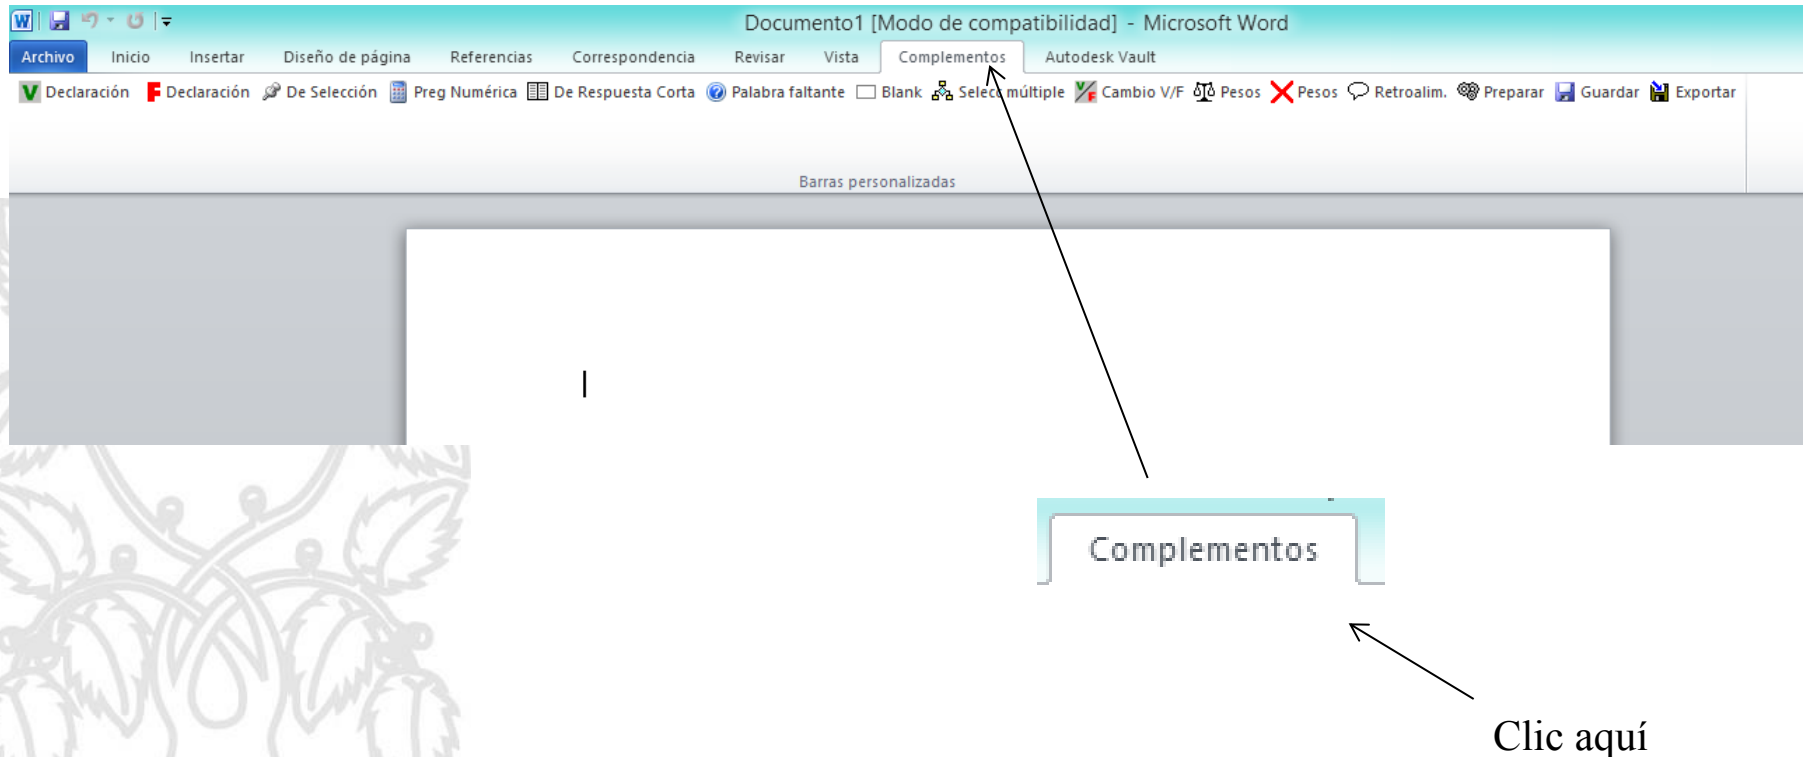 Documento1 [Modo de compatibilidad] - Microsoft Word
Archivo Inicio Insertar Diseño de página Referencias Correspondencia Revisar Vista Complementos Autodesk Vault
V Declaración F Declaración De Selección Preg Numérica De Respuesta Corta Palabra faltante Blank Selecc múltiple V/F Cambio V/F Pesos Pesos Retroalim. Preparar Guardar Exportar
Barras personalizadas
Complementos
Clic aquí